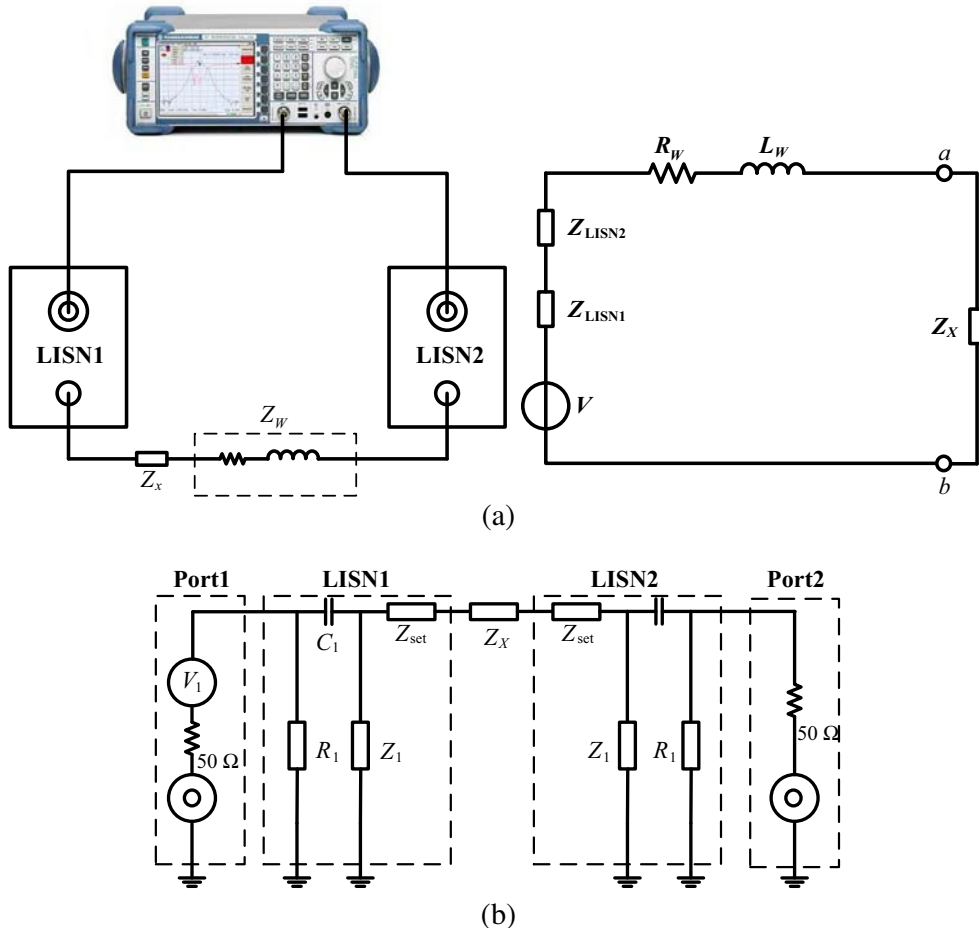 R_W L_W
a
Z_LISN2
Z_LISN1
Z_X
V
b
LISN1
LISN2
Z_W
Z_x
(a)
Port1
LISN1
LISN2
Port2
C_1
Z_set
Z_X
Z_set
V_1
50 Ω
R_1
Z_1
Z_1
R_1
50 Ω
(b)